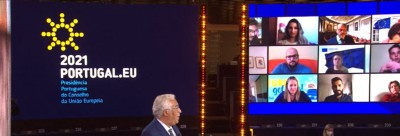 2021
PORTUGAL.EU
Presidência
Portuguesa
do Conselho
da União Europeia